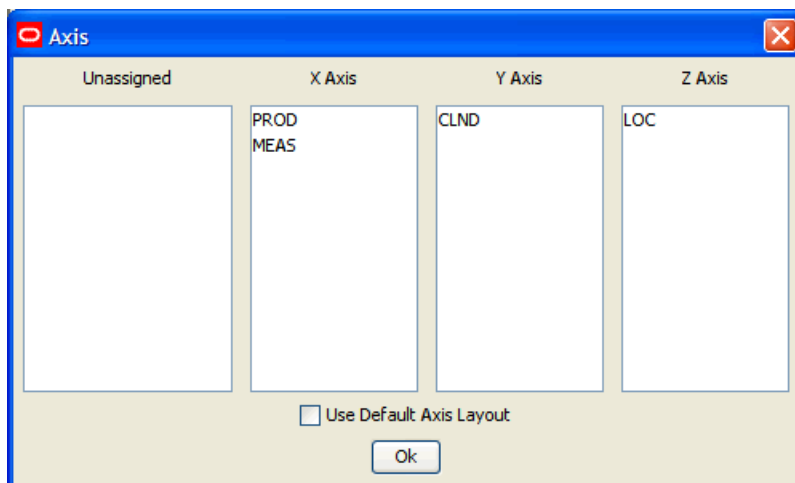 Axis
Unassigned X Axis Y Axis Z Axis
PROD CLND LOC
MEAS
Use Default Axis Layout
Ok